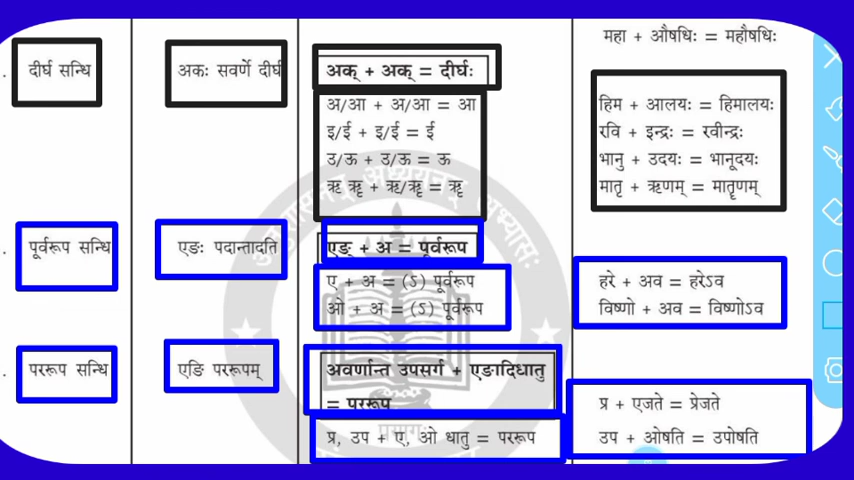 महा + औषधिः = महौषधिः
दीर्घ सन्धि
अकः सवर्णे दीर्घ
अक् + अक् = दीर्घः
अ/आ + अ/आ = आ
इ/ई + इ/ई = ई
उ/ऊ + उ/ऊ = ऊ
ऋ ॠ + ऋ/ॠ = ॠ
हिम + आलयः = हिमालयः
रवि + इन्द्रः = रवीन्द्रः
भानु + उदयः = भानूदयः
मातृ + ऋणम् = मातॄणम्
पूर्वरूप सन्धि
एङः पदान्तादति
एङ् + अ = पूर्वरूप
ए + अ = (ऽ) पूर्वरूप
ओ + अ = (ऽ) पूर्वरूप
हरे + अव = हरेऽव
विष्णो + अव = विष्णोऽव
पररूप सन्धि
एङि पररूपम्
अवर्णान्त उपसर्ग + एङादिधातु
= पररूप
प्र, उप + ए, ओ धातु = पररूप
प्र + एजते = प्रेजते
उप + ओषति = उपोषति